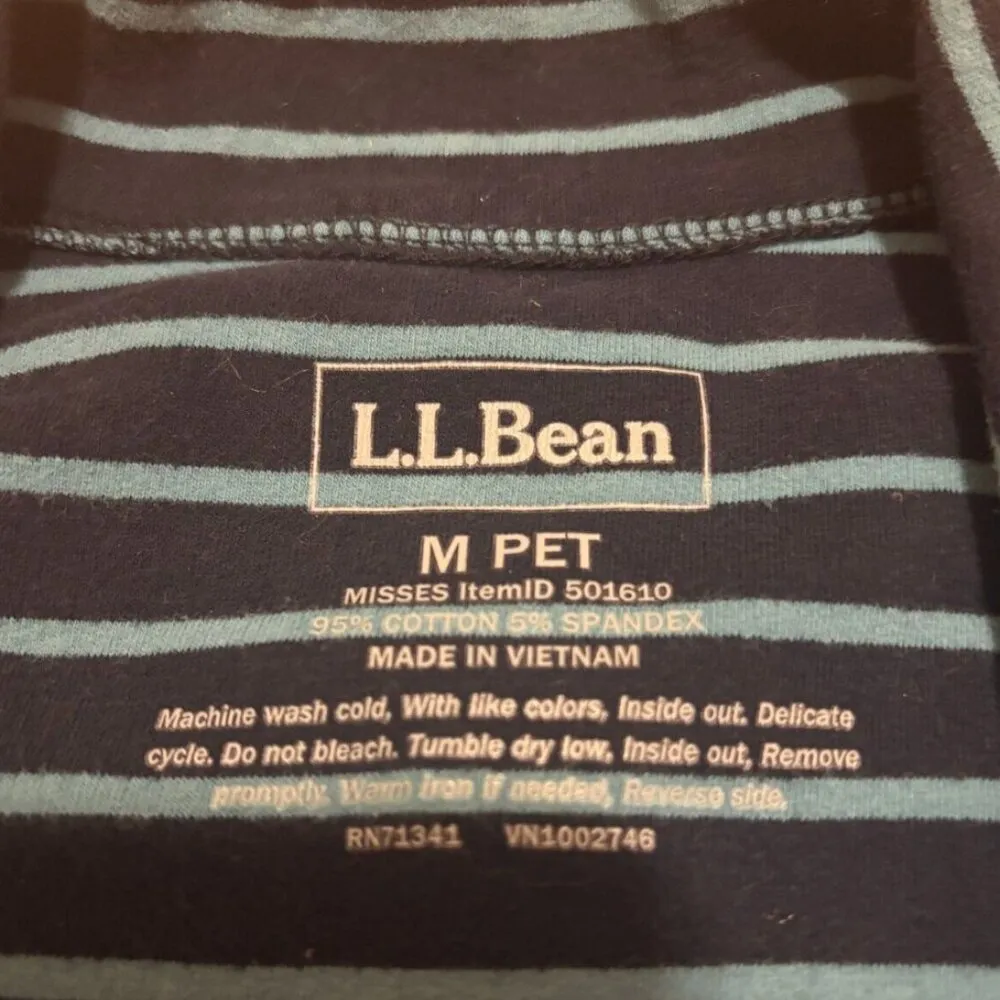 L.L.Bean
M PET
MISSES ItemID 501610
95% COTTON 5% SPANDEX
MADE IN VIETNAM
Machine wash cold, With like colors, Inside out. Delicate
cycle. Do not bleach. Tumble dry low, Inside out, Remove
promptly. Warm iron if needed, Reverse side.
RN71341 VN1002746